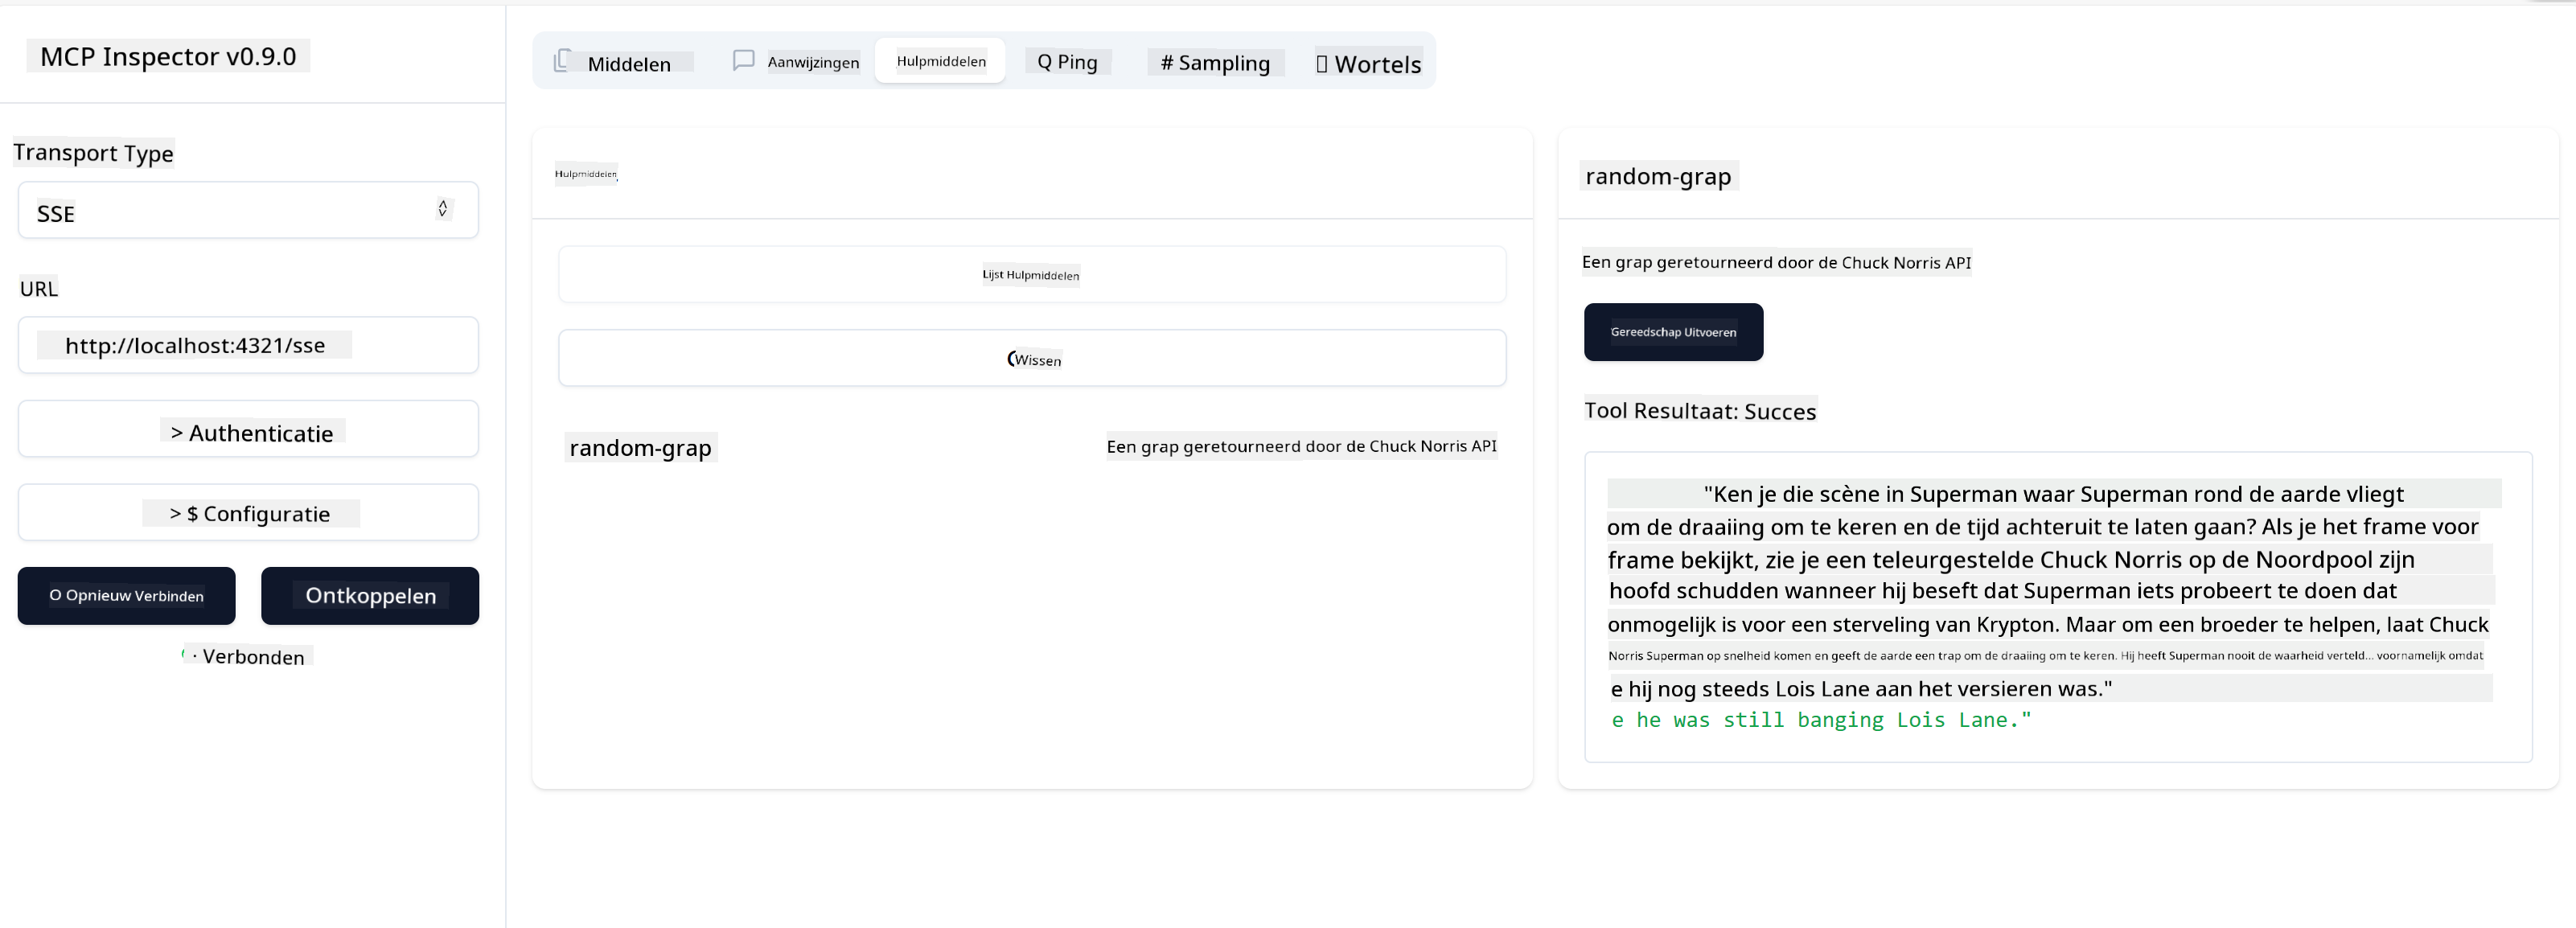 MCP Inspector v0.9.0
Transport Type
SSE
URL
http://localhost:4321/sse
> Authenticatie
> $ Configuratie
O Opnieuw Verbinden
Ontkoppelen
· Verbonden
Middelen
Aanwijzingen
Hulpmiddelen
Q Ping
# Sampling
Wortels
Hulpmiddelen
Lijst Hulpmiddelen
Wissen
random-grap
Een grap geretourneerd door de Chuck Norris API
random-grap
Een grap geretourneerd door de Chuck Norris API
Gereedschap Uitvoeren
Tool Resultaat: Succes
"Ken je die scène in Superman waar Superman rond de aarde vliegt
om de draaiing om te keren en de tijd achteruit te laten gaan? Als je het frame voor
frame bekijkt, zie je een teleurgestelde Chuck Norris op de Noordpool zijn
hoofd schudden wanneer hij beseft dat Superman iets probeert te doen dat
onmogelijk is voor een sterveling van Krypton. Maar om een broeder te helpen, laat Chuck
Norris Superman op snelheid komen en geeft de aarde een trap om de draaiing om te keren. Hij heeft Superman nooit de waarheid verteld... voornamelijk omdat
e hij nog steeds Lois Lane aan het versieren was."
e he was still banging Lois Lane."